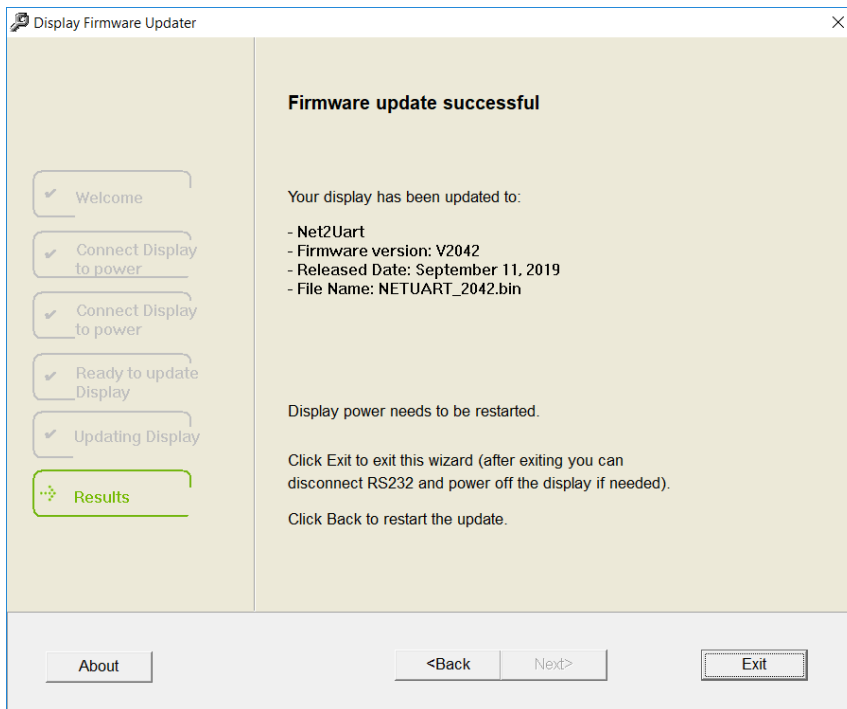 Display Firmware Updater
Welcome
Connect Display
to power
Connect Display
to power
Ready to update
Display
Updating Display
Results
Firmware update successful
Your display has been updated to:
- Net2Uart
- Firmware version: V2042
- Released Date: September 11, 2019
- File Name: NETUART_2042.bin
Display power needs to be restarted.
Click Exit to exit this wizard (after exiting you can
disconnect RS232 and power off the display if needed).
Click Back to restart the update.
About
<Back
Next>
Exit